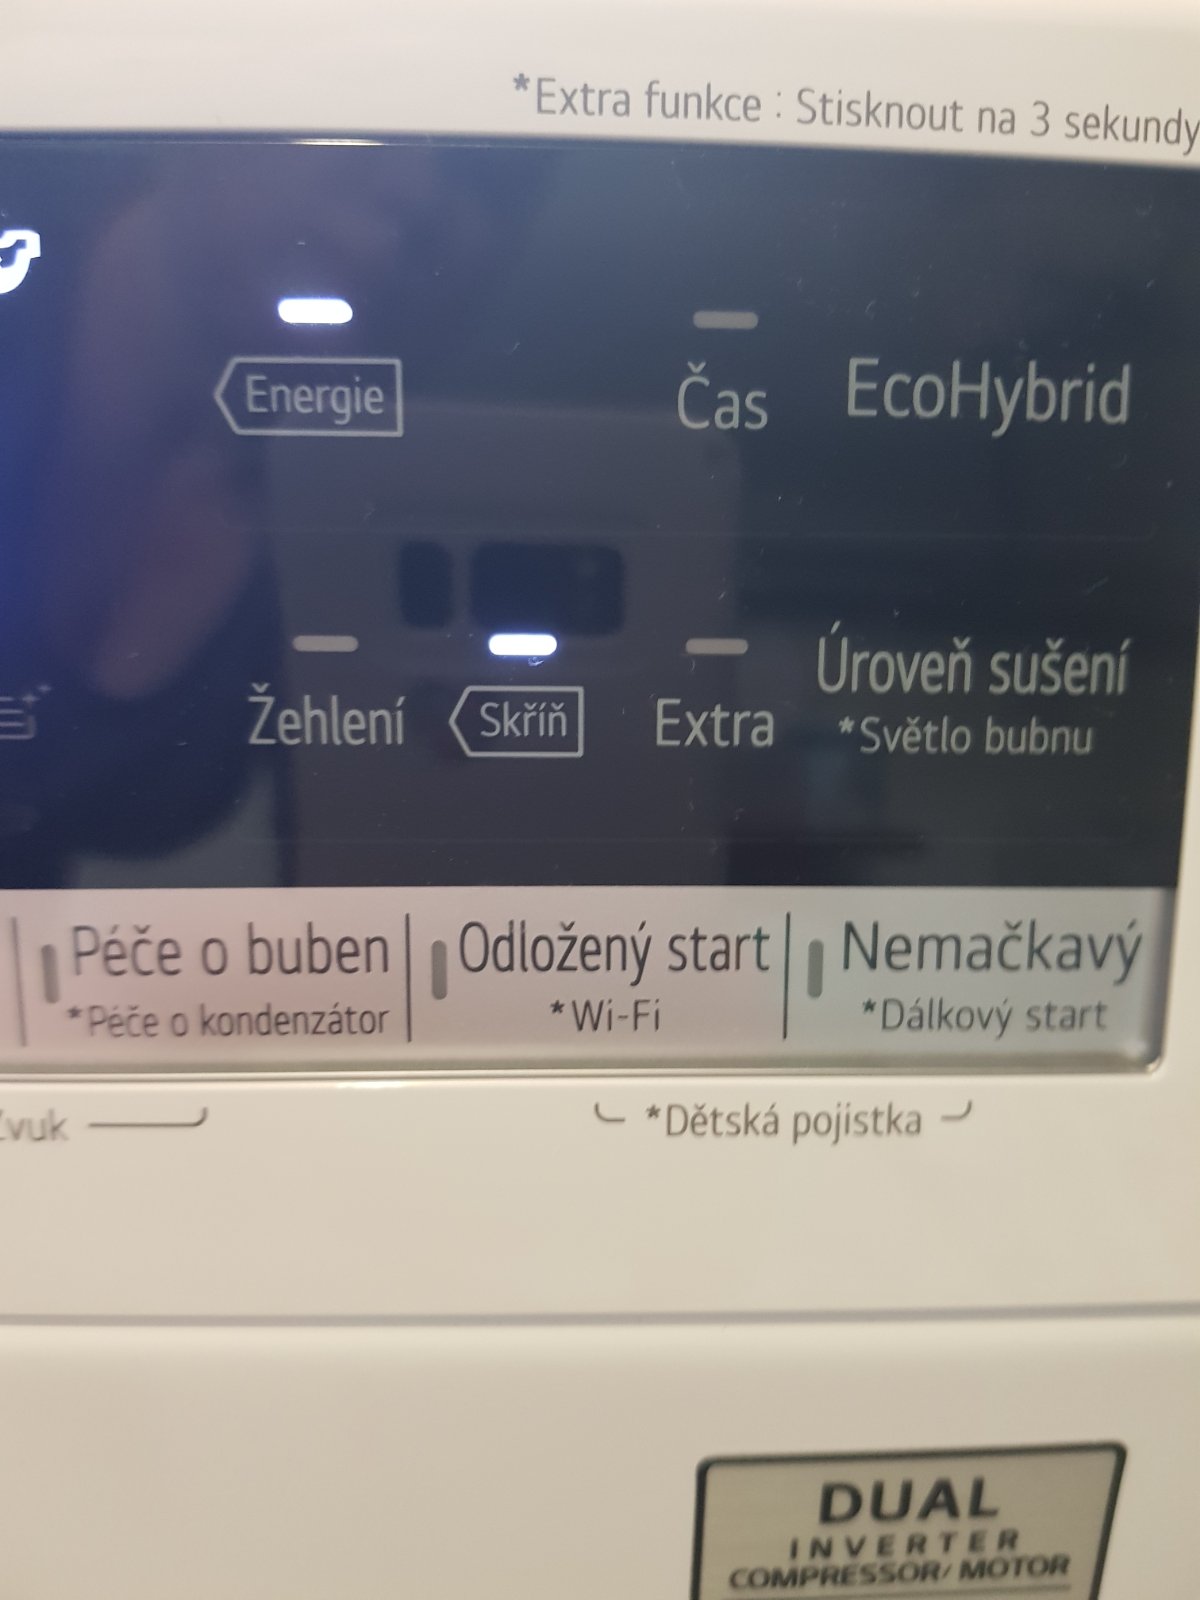 *Extra funkce : Stisknout na 3 sekundy
Energie
Čas
EcoHybrid
Žehlení
Skříň
Extra
Úroveň sušení
*Světlo bubnu
Péče o buben
*Péče o kondenzátor
Odložený start
*Wi-Fi
Nemačkavý
*Dálkový start
*Dětská pojistka
DUAL
INVERTER
COMPRESSOR/MOTOR